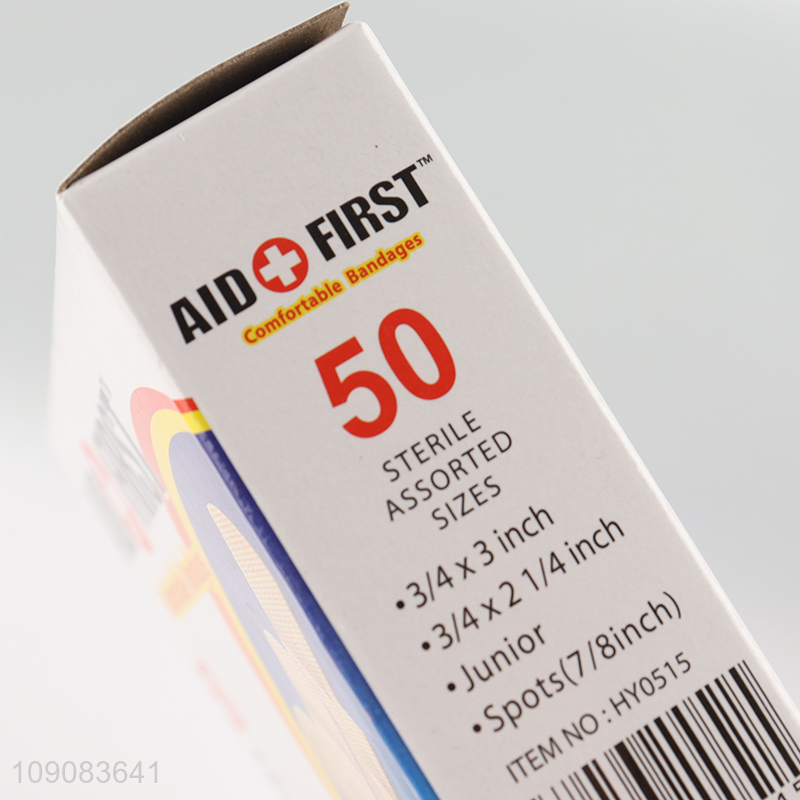 AID FIRST™
Comfortable Bandages
50
STERILE
ASSORTED
SIZES
•3/4 x 3 inch
•3/4 x 2 1/4 inch
•Junior
•Spots(7/8inch)
ITEM NO : HY0515
109083641